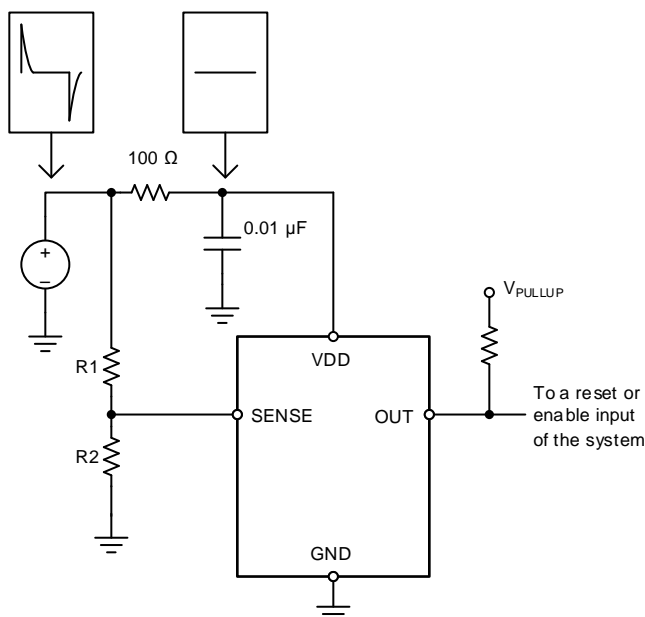 100 Ω
0.01 µF
+
−
VPULLUP
R1
VDD
SENSE
OUT
To a reset or
enable input
of the system
R2
GND